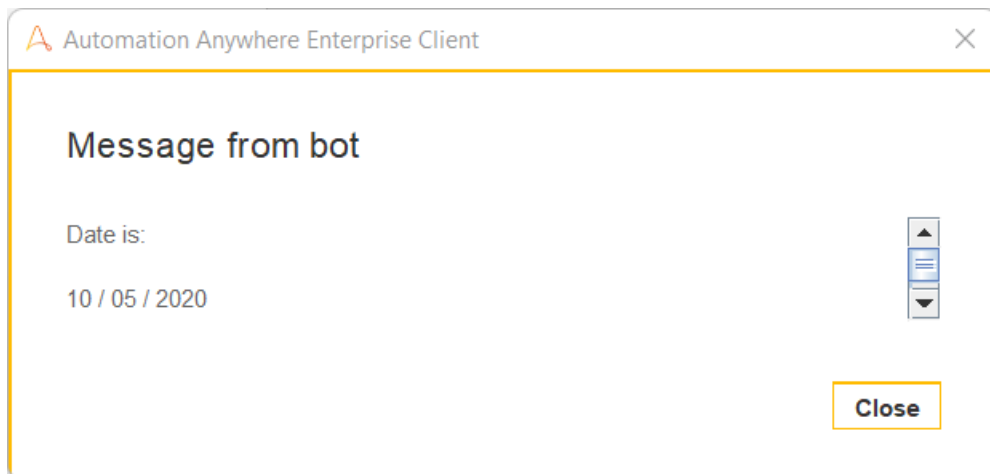 Automation Anywhere Enterprise Client
Message from bot
Date is:
10 / 05 / 2020
Close